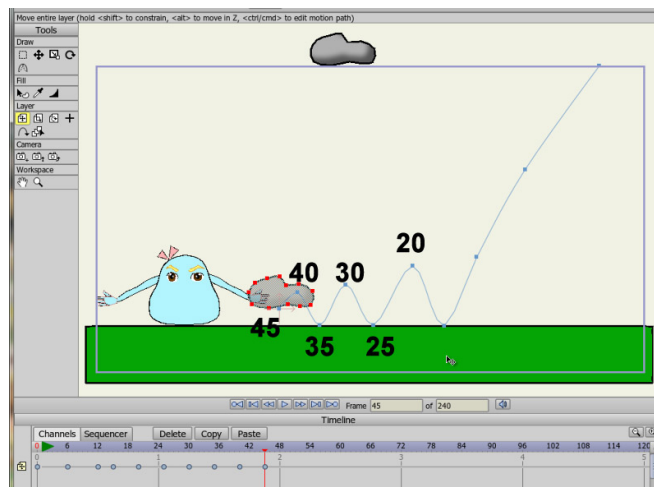 Move entire layer (hold <shift> to constrain, <alt> to move in Z, <ctrl/cmd> to edit motion path)
Tools
Draw
Fill
Layer
Camera
Workspace
20
40 30
45
35 25
Frame 45 of 240
Timeline
Channels Sequencer Delete Copy Paste
0 6 12 18 24 30 36 42 48 54 60 66 72 78 84 90 96 102 108 114 120
0 1 2 3 4 5